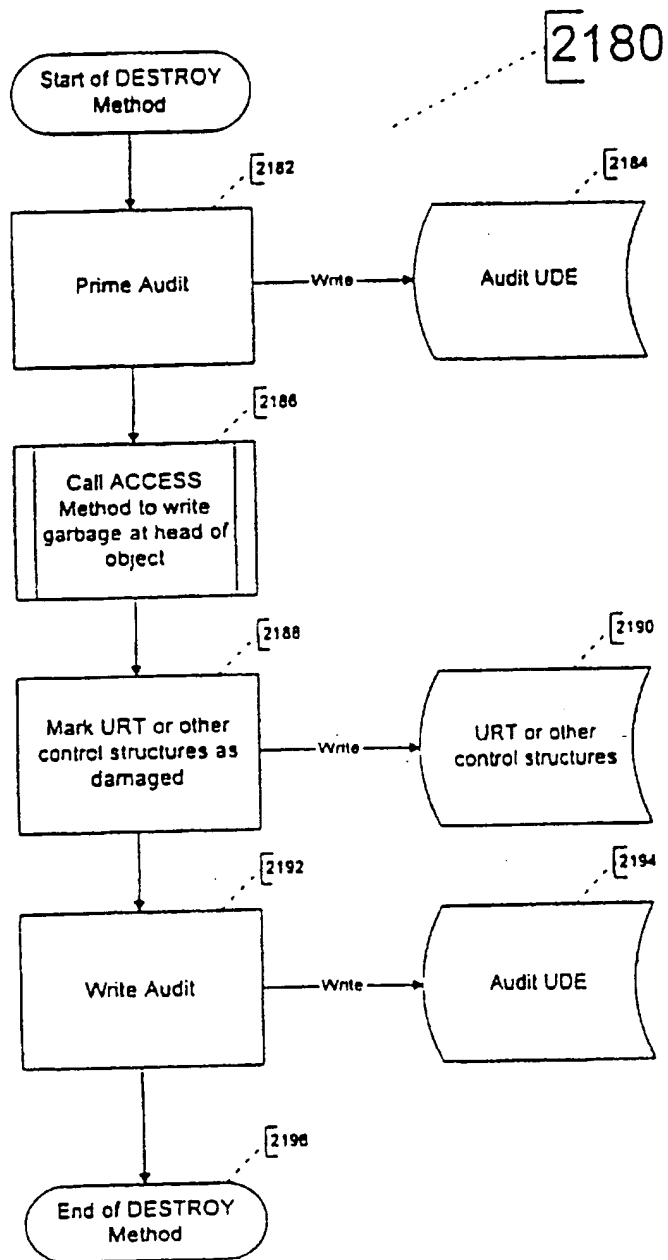 2180
Start of DESTROY
Method
2182
2184
Prime Audit
Write
Audit UDE
2186
Call ACCESS
Method to write
garbage at head of
object
2188
2190
Mark URT or other
control structures as
damaged
Write
URT or other
control structures
2192
2194
Write Audit
Write
Audit UDE
2196
End of DESTROY
Method